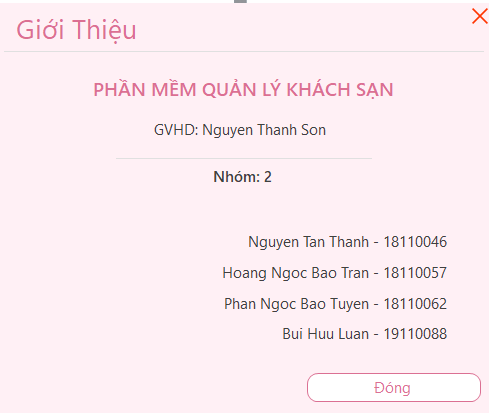 Giới Thiệu
PHẦN MỀM QUẢN LÝ KHÁCH SẠN
GVHD: Nguyen Thanh Son
Nhóm: 2
Nguyen Tan Thanh - 18110046
Hoang Ngoc Bao Tran - 18110057
Phan Ngoc Bao Tuyen - 18110062
Bui Huu Luan - 19110088
Đóng